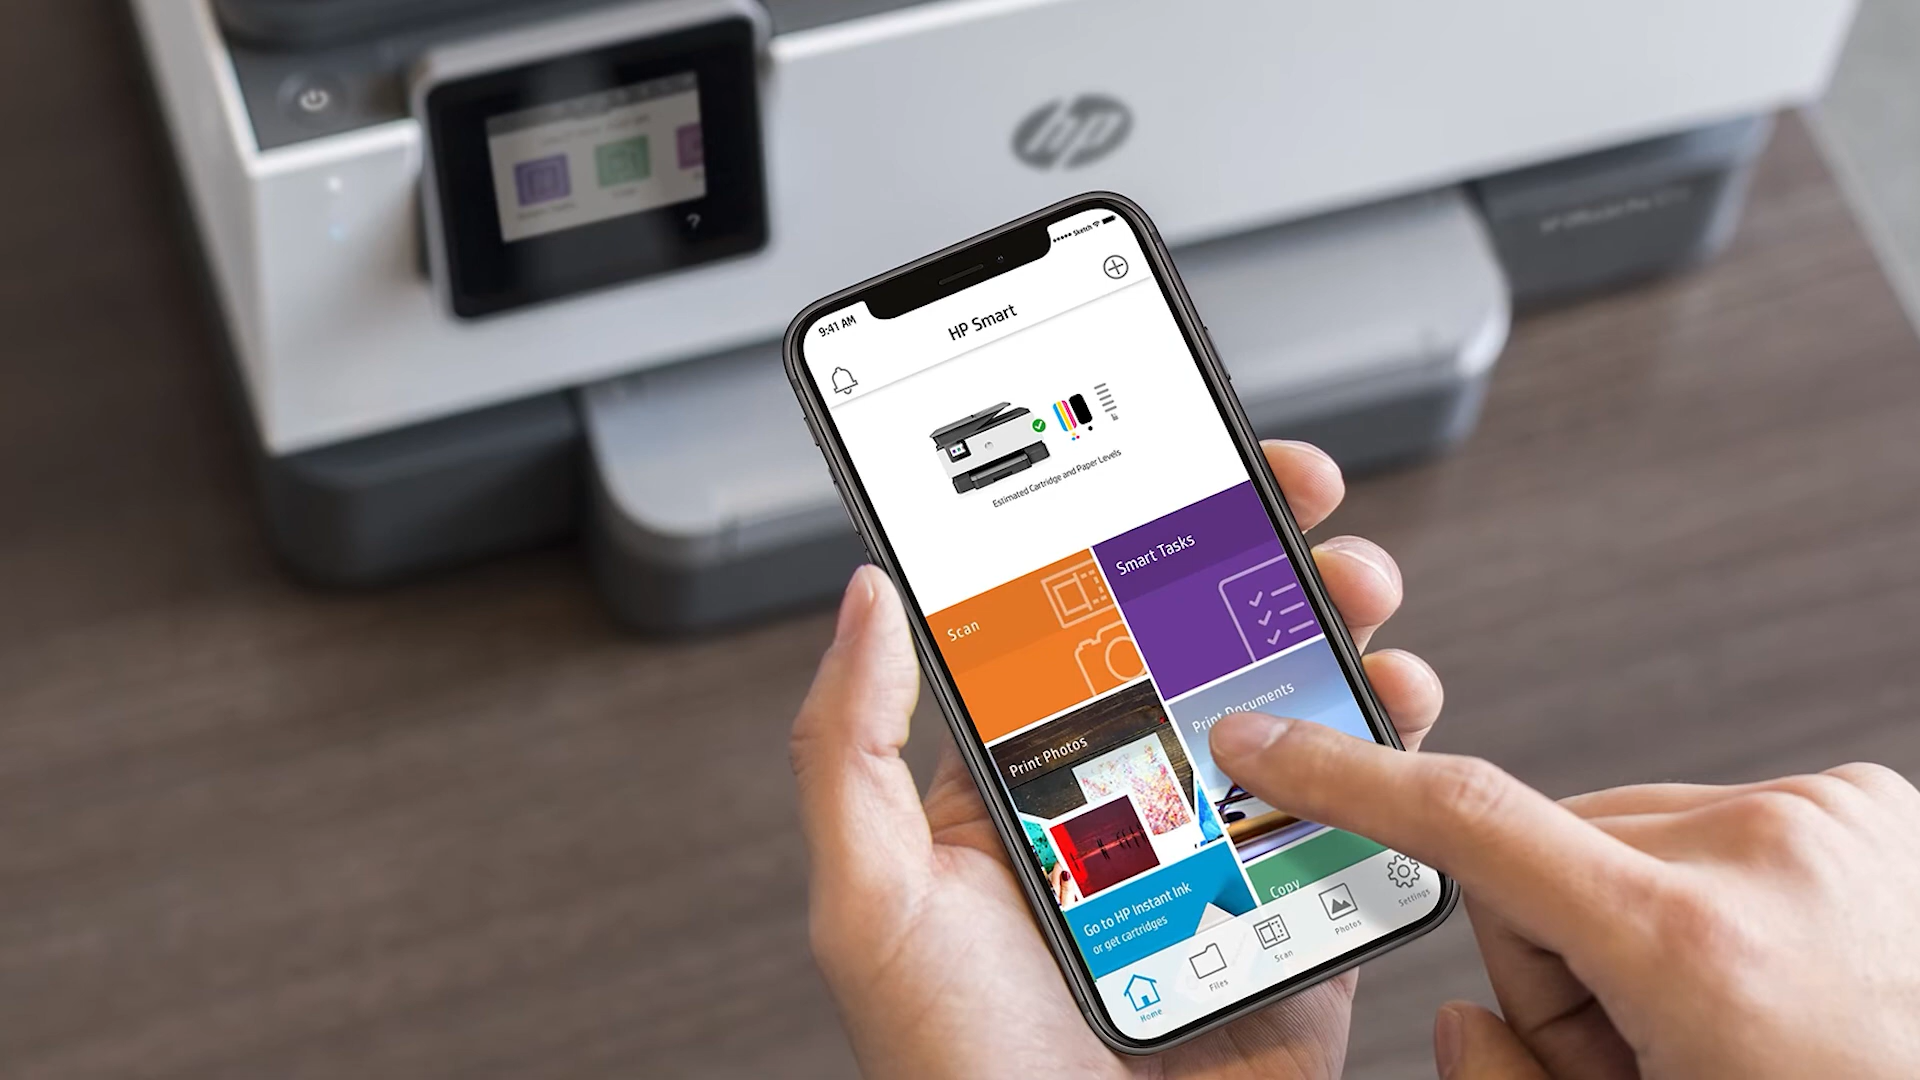 hp
9:41 AM
Sketch
HP Smart
Estimated Cartridge and Paper Levels
Scan
Smart Tasks
Print Photos
Print Documents
Go to HP Instant Ink
or get cartridges
Copy
Home
Files
Scan
Photos
Settings
?